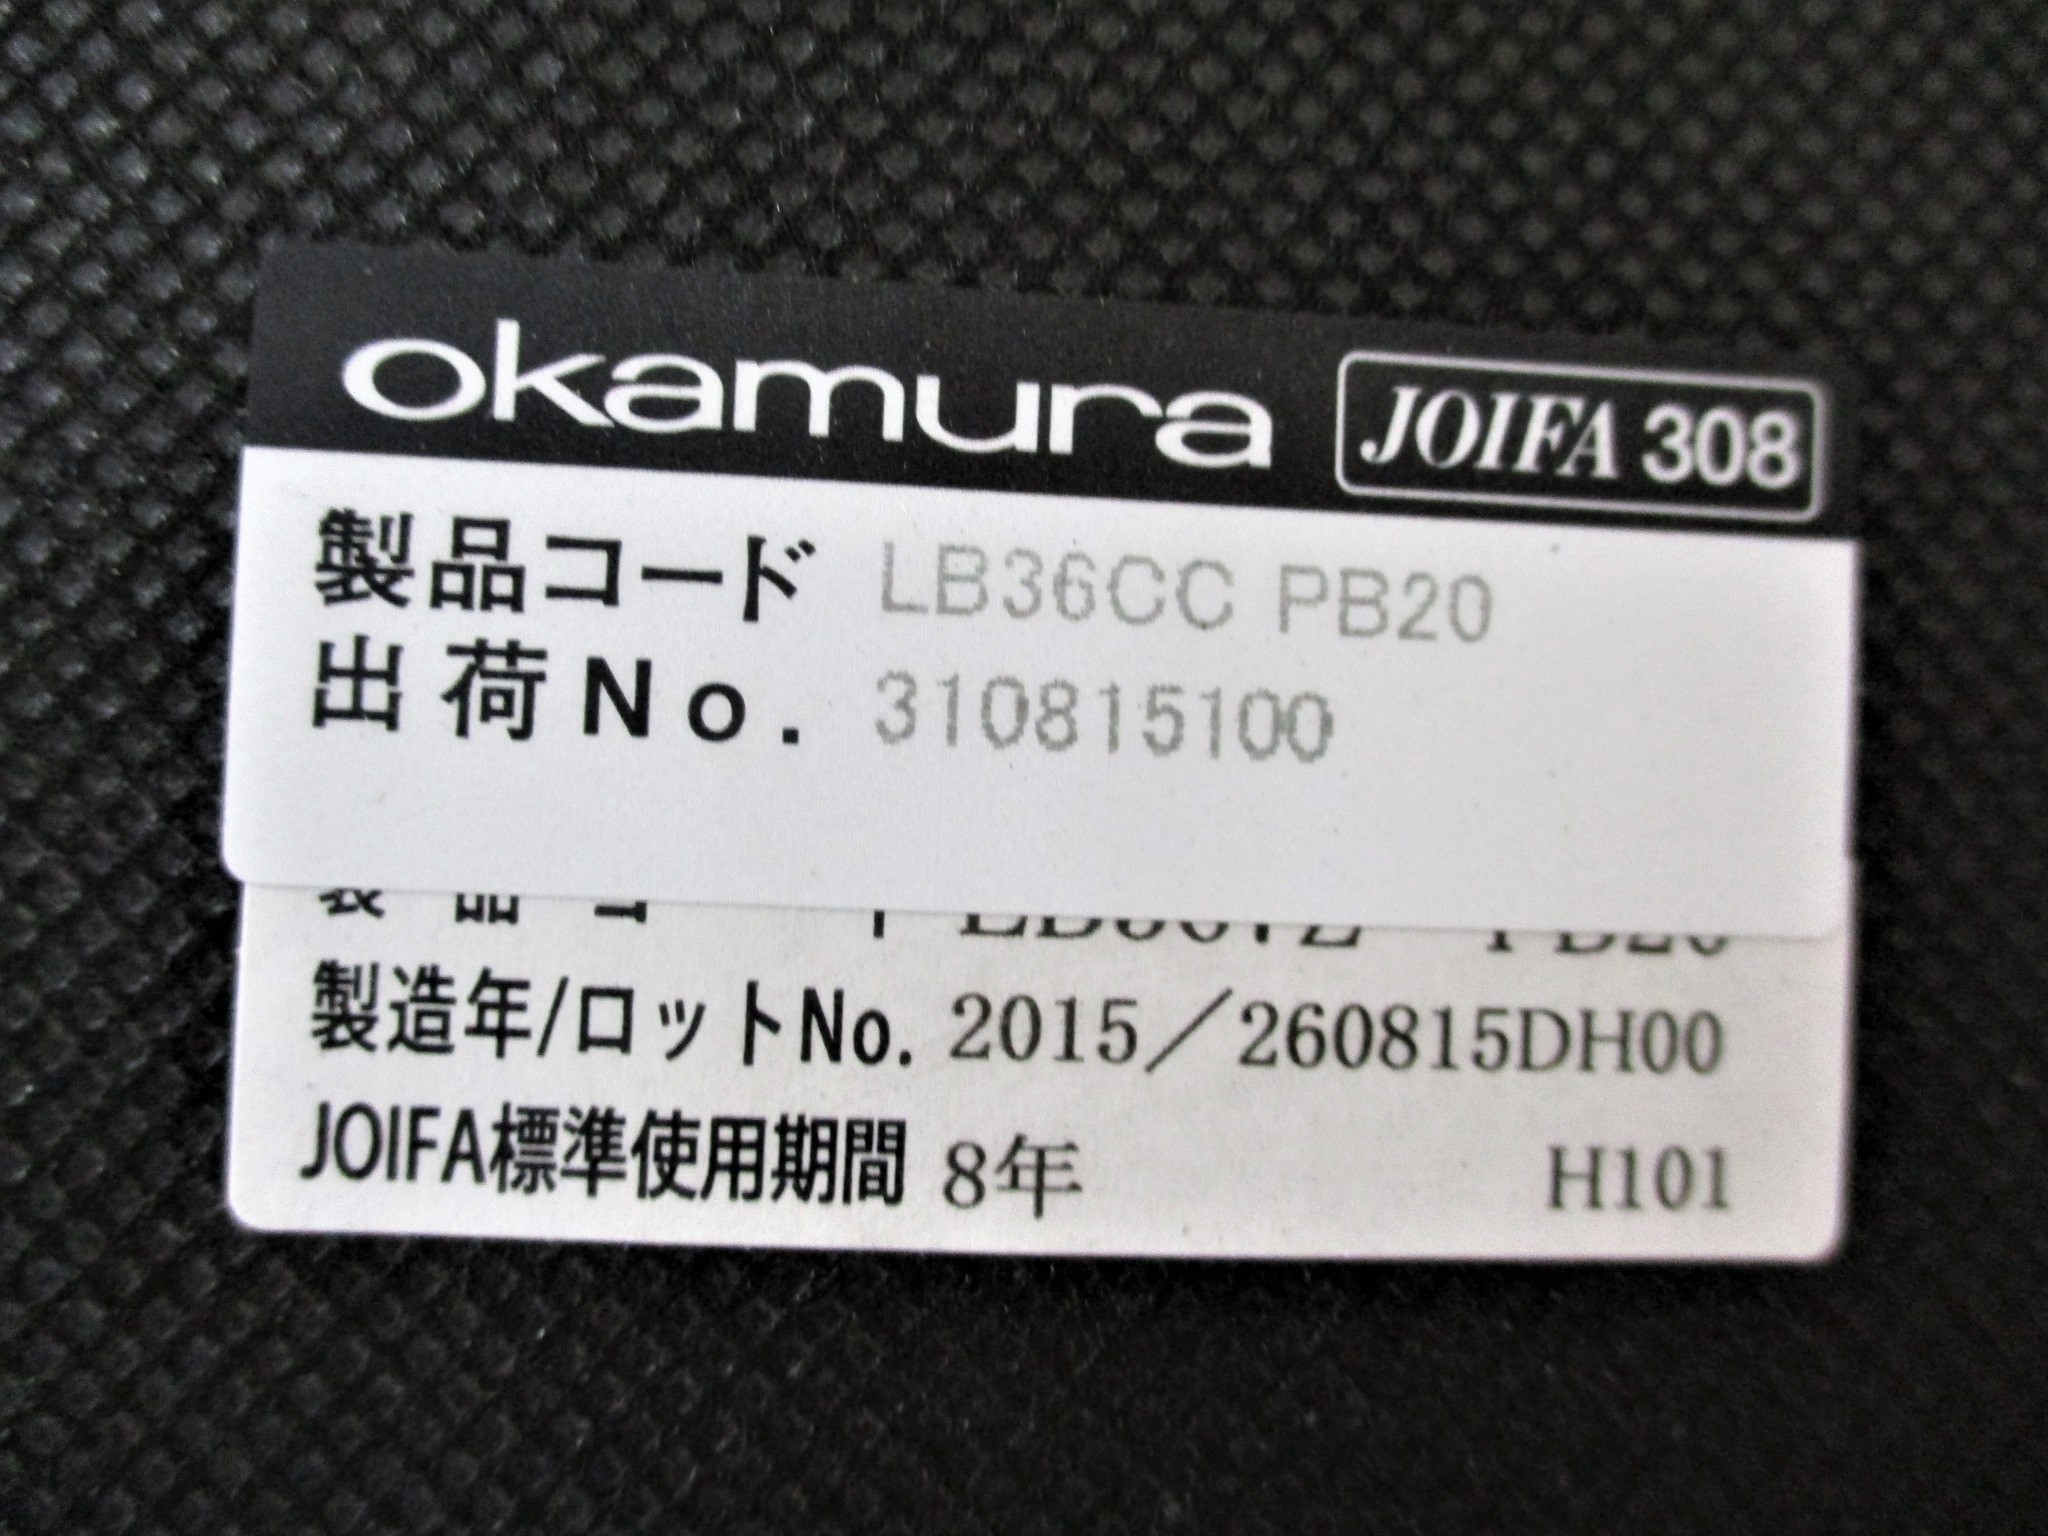 okamura JOIFA 308
製品コード LB36CC PB20
出荷No. 310815100
製造年/ロットNo. 2015／260815DH00
JOIFA標準使用期間 8年 H101